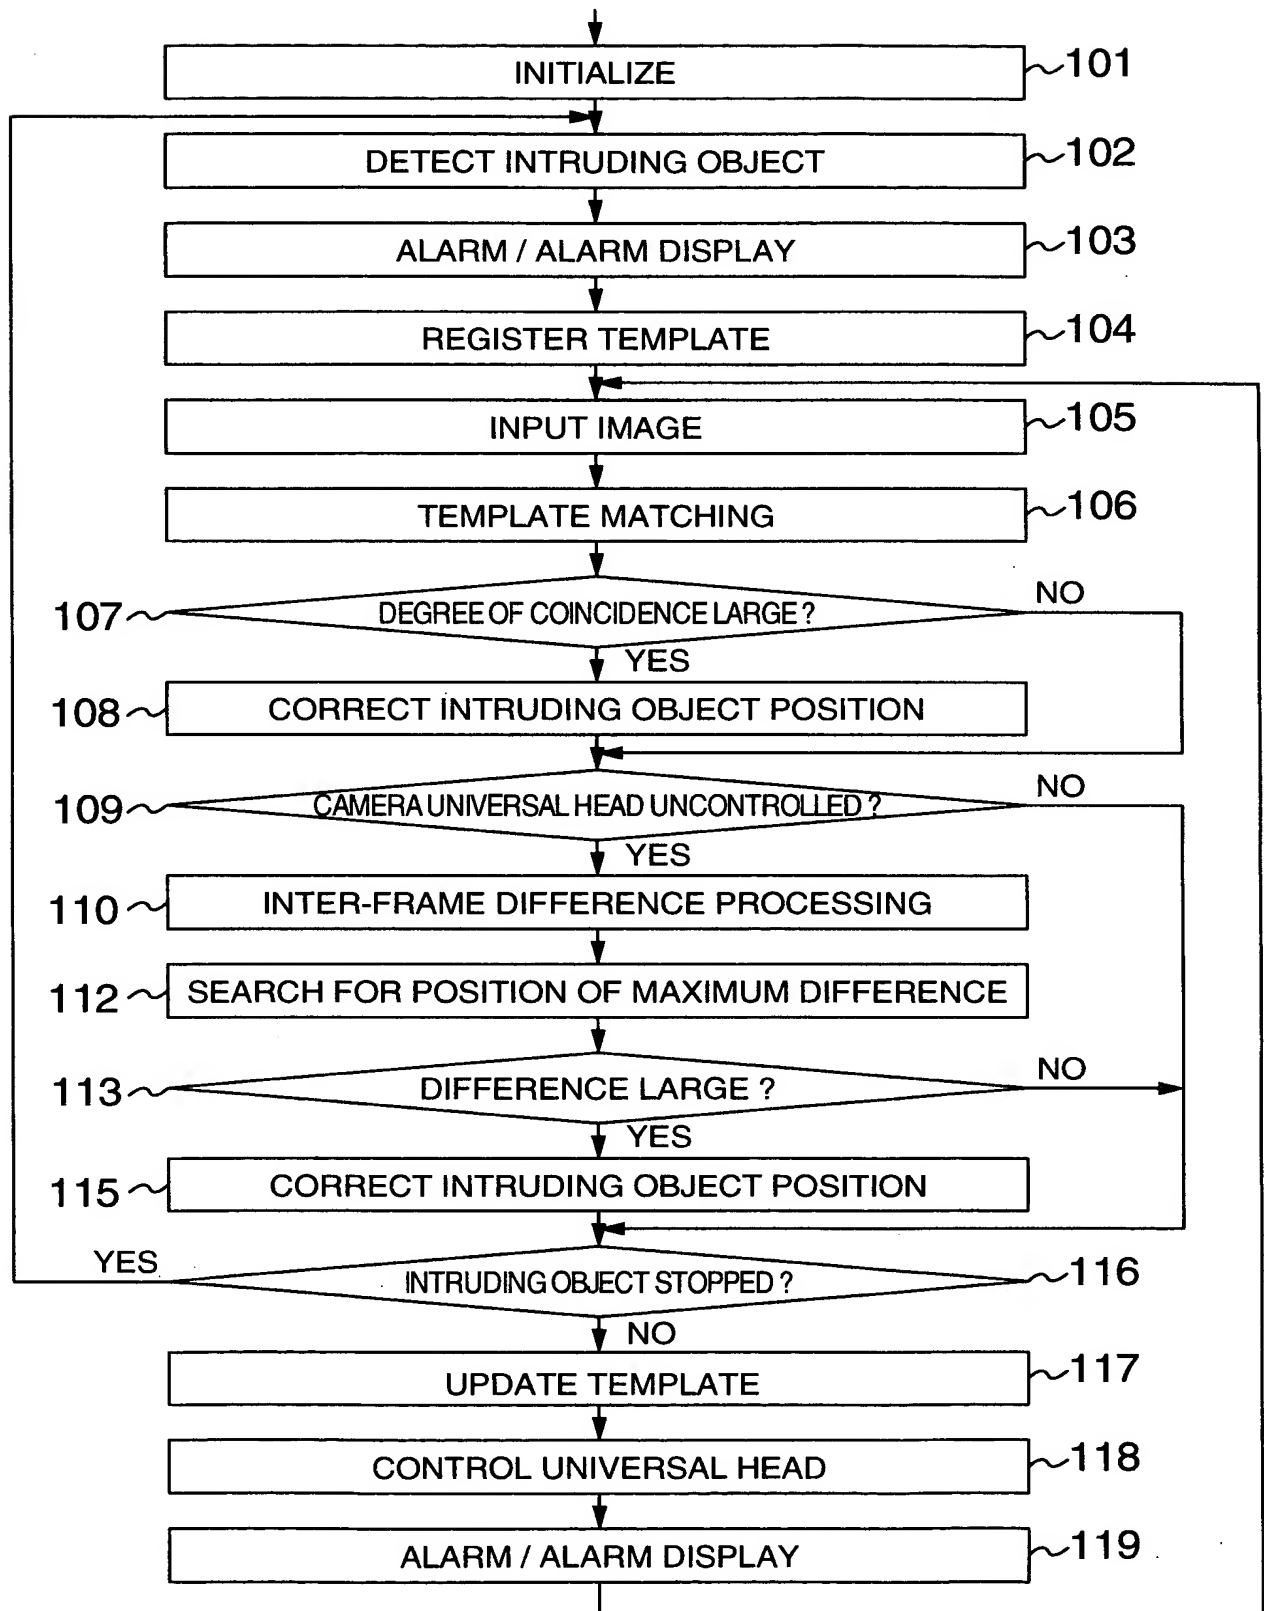 INITIALIZE 101
DETECT INTRUDING OBJECT 102
ALARM / ALARM DISPLAY 103
REGISTER TEMPLATE 104
INPUT IMAGE 105
TEMPLATE MATCHING 106
107 DEGREE OF COINCIDENCE LARGE ? NO
YES
108 CORRECT INTRUDING OBJECT POSITION
109 CAMERA UNIVERSAL HEAD UNCONTROLLED ? NO
YES
110 INTER-FRAME DIFFERENCE PROCESSING
112 SEARCH FOR POSITION OF MAXIMUM DIFFERENCE
113 DIFFERENCE LARGE ? NO
YES
115 CORRECT INTRUDING OBJECT POSITION
YES INTRUDING OBJECT STOPPED ? 116
NO
UPDATE TEMPLATE 117
CONTROL UNIVERSAL HEAD 118
ALARM / ALARM DISPLAY 119